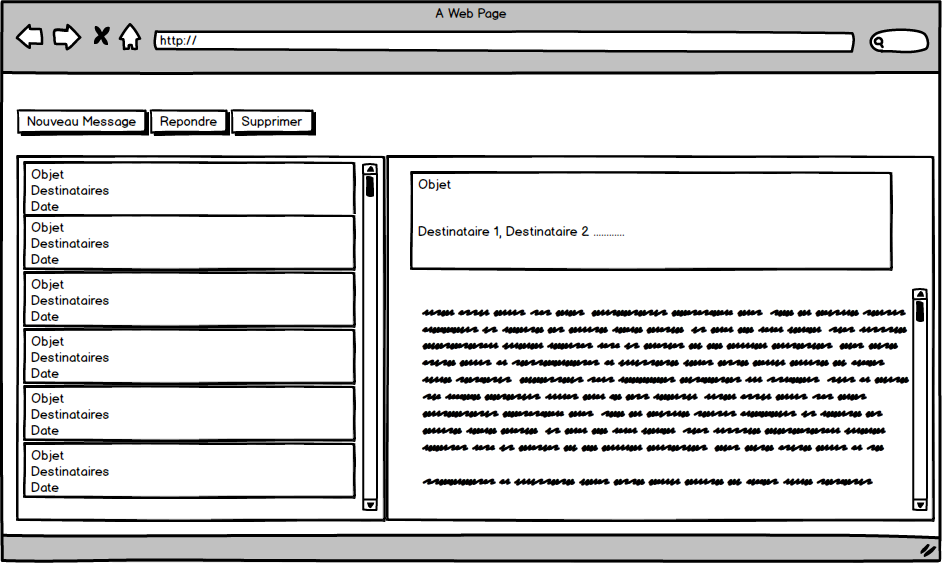 A Web Page
http://
Nouveau Message Repondre Supprimer
Objet
Destinataires
Date
Objet
Destinataires
Date
Objet
Destinataires
Date
Objet
Destinataires
Date
Objet
Destinataires
Date
Objet
Destinataires
Date
Objet
Destinataire 1, Destinataire 2 ............